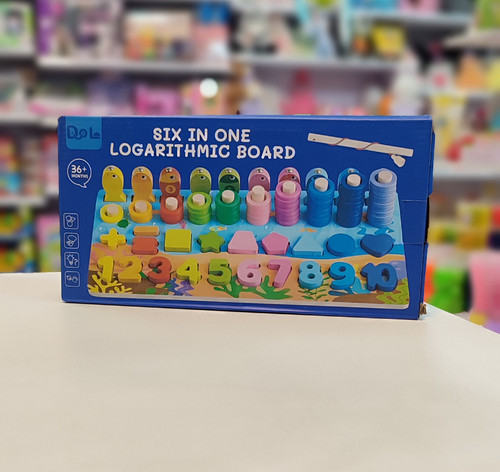 SIX IN ONE
LOGARITHMIC BOARD
36+
MONTHS
1 2 3 4 5 6 7 8 9 10